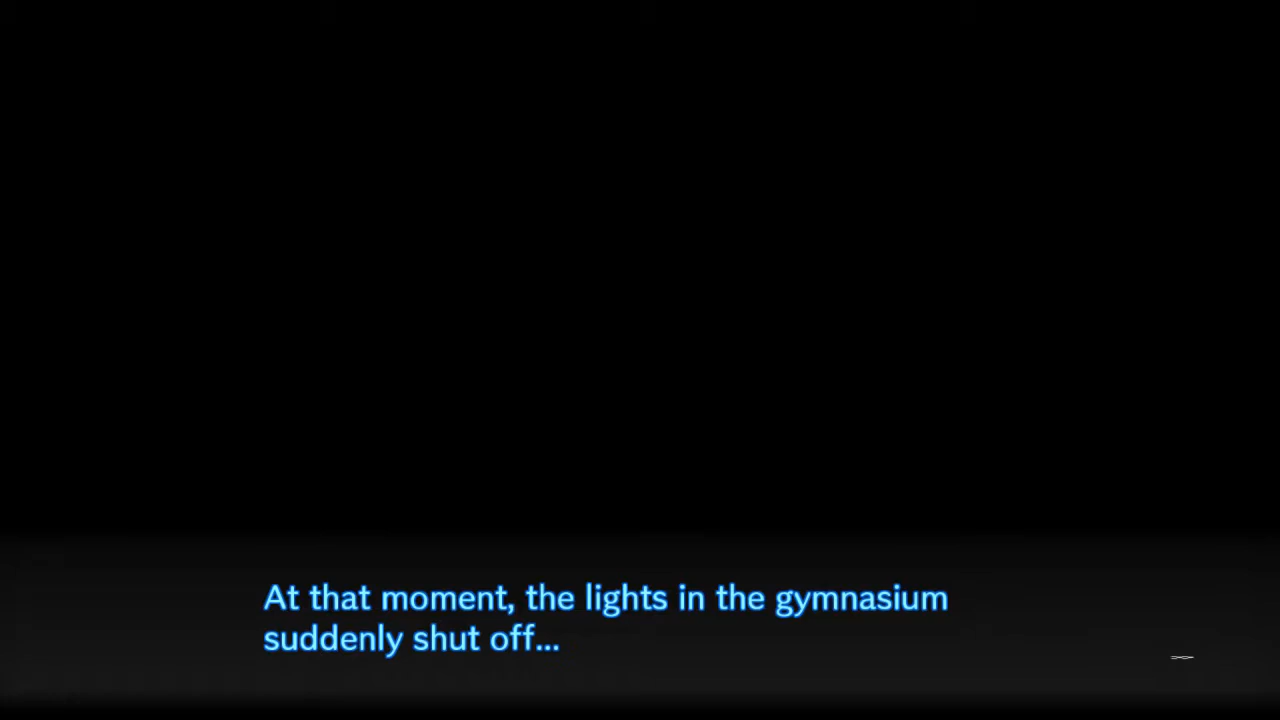 At that moment, the lights in the gymnasium
suddenly shut off...